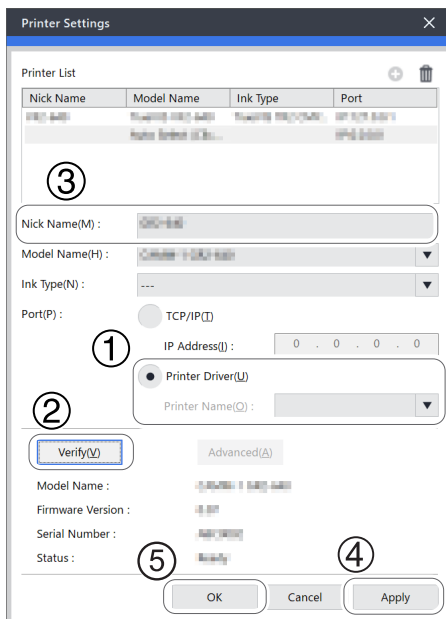 Printer Settings
Printer List
Nick Name Model Name Ink Type Port
③
Nick Name(M) :
Model Name(H) :
Ink Type(N) : ---
Port(P) : TCP/IP(T)
① IP Address(I) : 0 . 0 . 0 . 0
Printer Driver(U)
② Printer Name(O) :
Verify(V) Advanced(A)
Model Name :
Firmware Version :
Serial Number :
Status :
⑤ ④
OK Cancel Apply